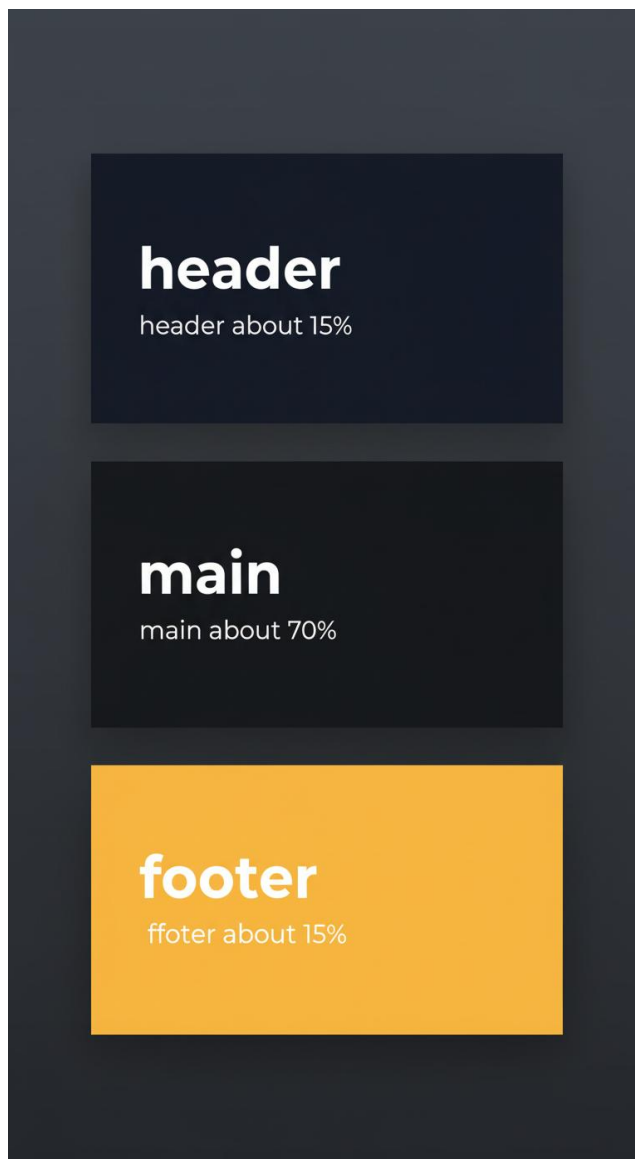 header
header about 15%
main
main about 70%
footer
ffoter about 15%